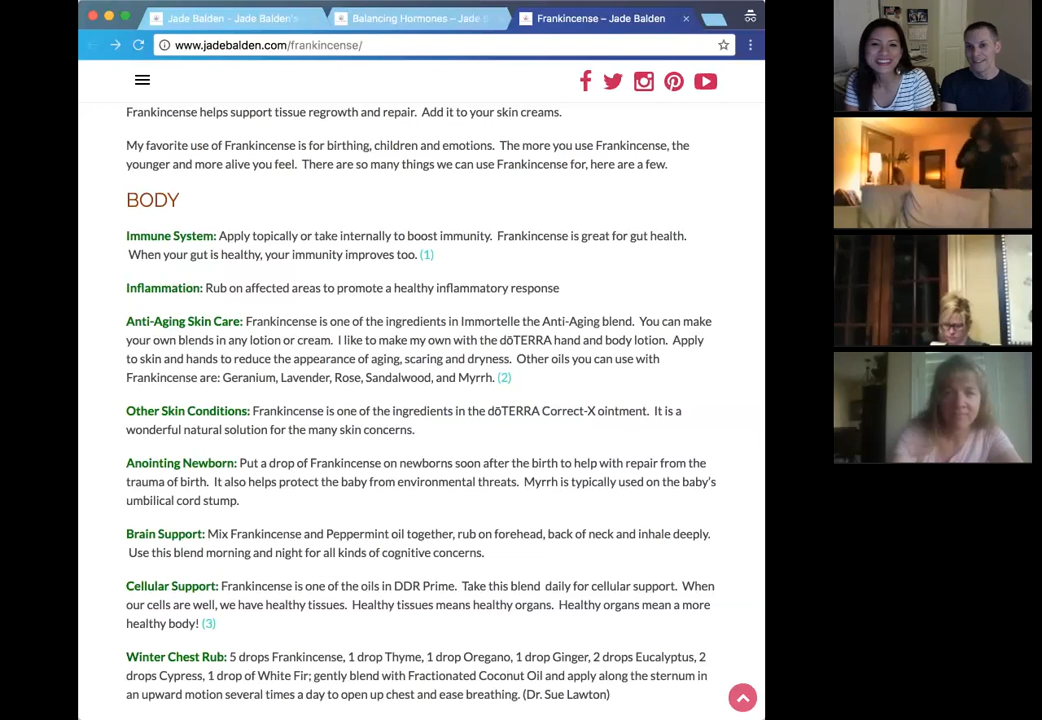 Jade Balden - Jade Balden's
Balancing Hormones – Jade
Frankincense – Jade Balden
www.jadebalden.com/frankincense/
Frankincense helps support tissue regrowth and repair. Add it to your skin creams.
My favorite use of Frankincense is for birthing, children and emotions. The more you use Frankincense, the
younger and more alive you feel. There are so many things we can use Frankincense for, here are a few.
BODY
Immune System: Apply topically or take internally to boost immunity. Frankincense is great for gut health.
When your gut is healthy, your immunity improves too. (1)
Inflammation: Rub on affected areas to promote a healthy inflammatory response
Anti-Aging Skin Care: Frankincense is one of the ingredients in Immortelle the Anti-Aging blend. You can make
your own blends in any lotion or cream. I like to make my own with the dōTERRA hand and body lotion. Apply
to skin and hands to reduce the appearance of aging, scaring and dryness. Other oils you can use with
Frankincense are: Geranium, Lavender, Rose, Sandalwood, and Myrrh. (2)
Other Skin Conditions: Frankincense is one of the ingredients in the dōTERRA Correct-X ointment. It is a
wonderful natural solution for the many skin concerns.
Anointing Newborn: Put a drop of Frankincense on newborns soon after the birth to help with repair from the
trauma of birth. It also helps protect the baby from environmental threats. Myrrh is typically used on the baby's
umbilical cord stump.
Brain Support: Mix Frankincense and Peppermint oil together, rub on forehead, back of neck and inhale deeply.
Use this blend morning and night for all kinds of cognitive concerns.
Cellular Support: Frankincense is one of the oils in DDR Prime. Take this blend daily for cellular support. When
our cells are well, we have healthy tissues. Healthy tissues means healthy organs. Healthy organs mean a more
healthy body! (3)
Winter Chest Rub: 5 drops Frankincense, 1 drop Thyme, 1 drop Oregano, 1 drop Ginger, 2 drops Eucalyptus, 2
drops Cypress, 1 drop of White Fir; gently blend with Fractionated Coconut Oil and apply along the sternum in
an upward motion several times a day to open up chest and ease breathing. (Dr. Sue Lawton)